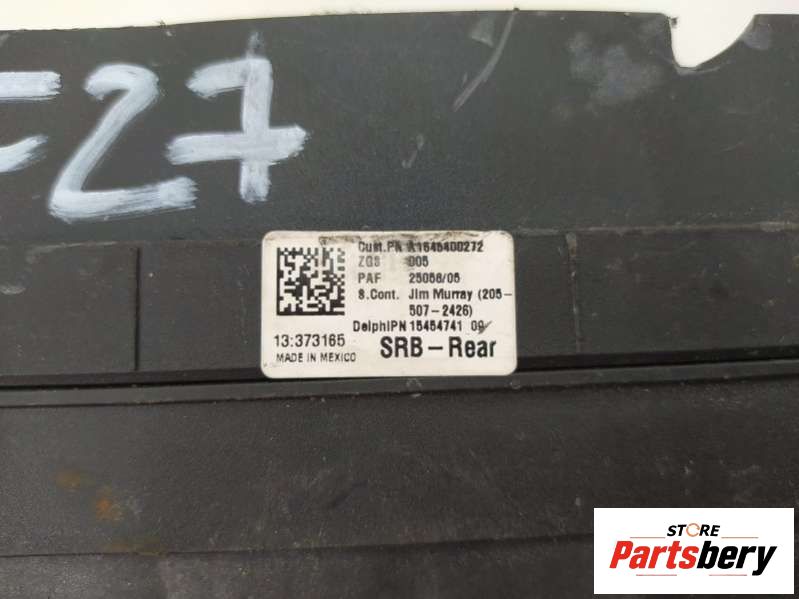 -27
Cust.PN A1645400272
ZGS 005
PAF 25056/05
S.Cont. Jim Murray (205-
507-2426)
DelphiPN 15454741 09
13:373165
MADE IN MEXICO
SRB-Rear
STORE
Partsbery